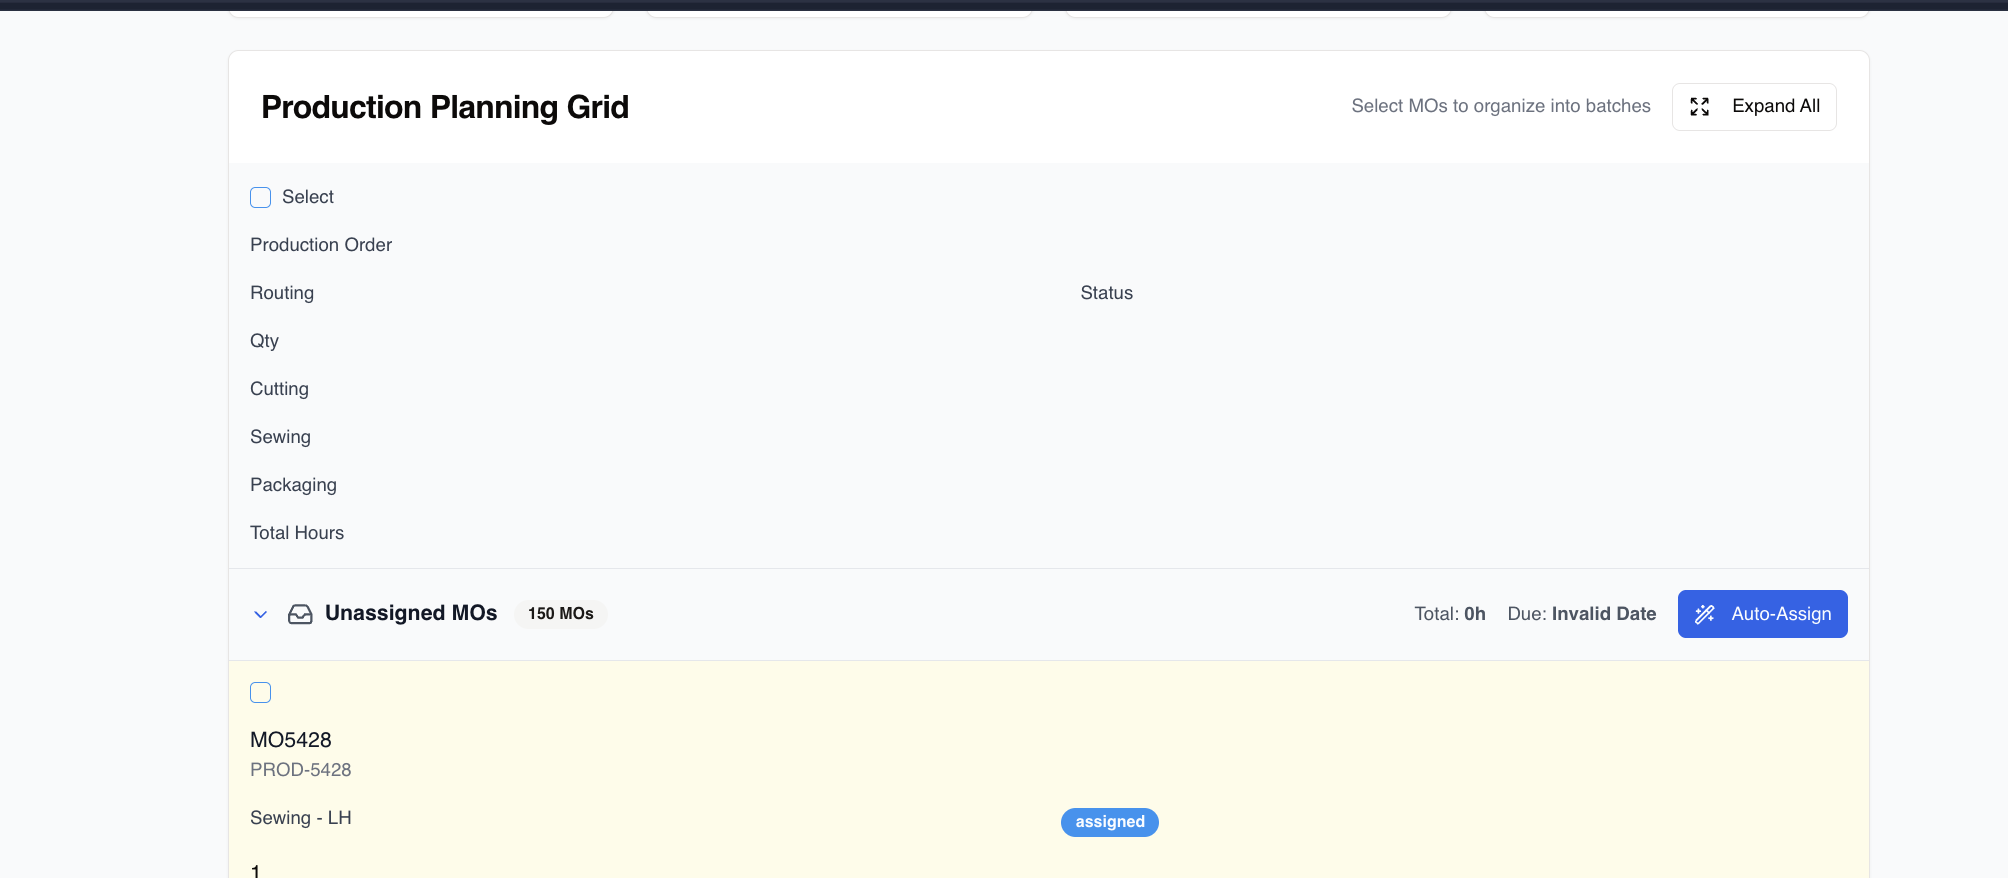 Production Planning Grid
Select MOs to organize into batches
Expand All
Select
Production Order
Routing
Status
Qty
Cutting
Sewing
Packaging
Total Hours
Unassigned MOs 150 MOs
Total: 0h Due: Invalid Date
Auto-Assign
MO5428
PROD-5428
Sewing - LH
assigned
1